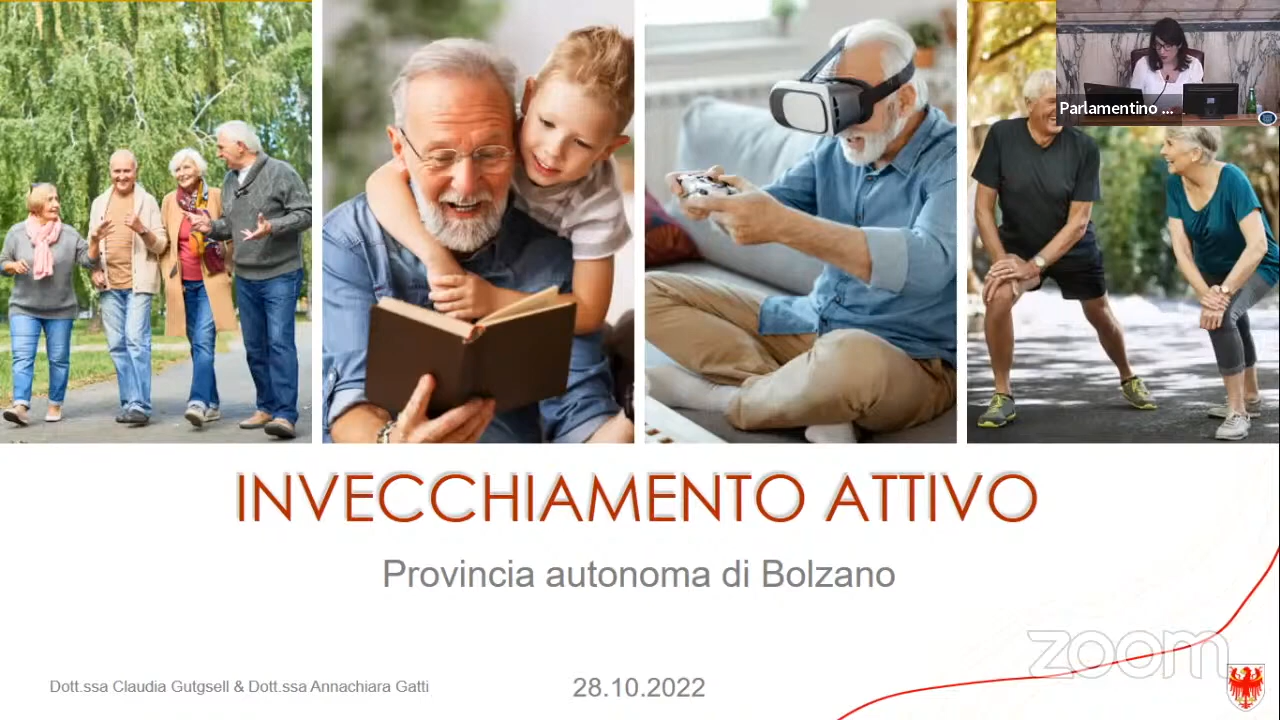 Parlamentino ...
INVECCHIAMENTO ATTIVO
Provincia autonoma di Bolzano
zoom
Dott.ssa Claudia Gutgsell & Dott.ssa Annachiara Gatti
28.10.2022